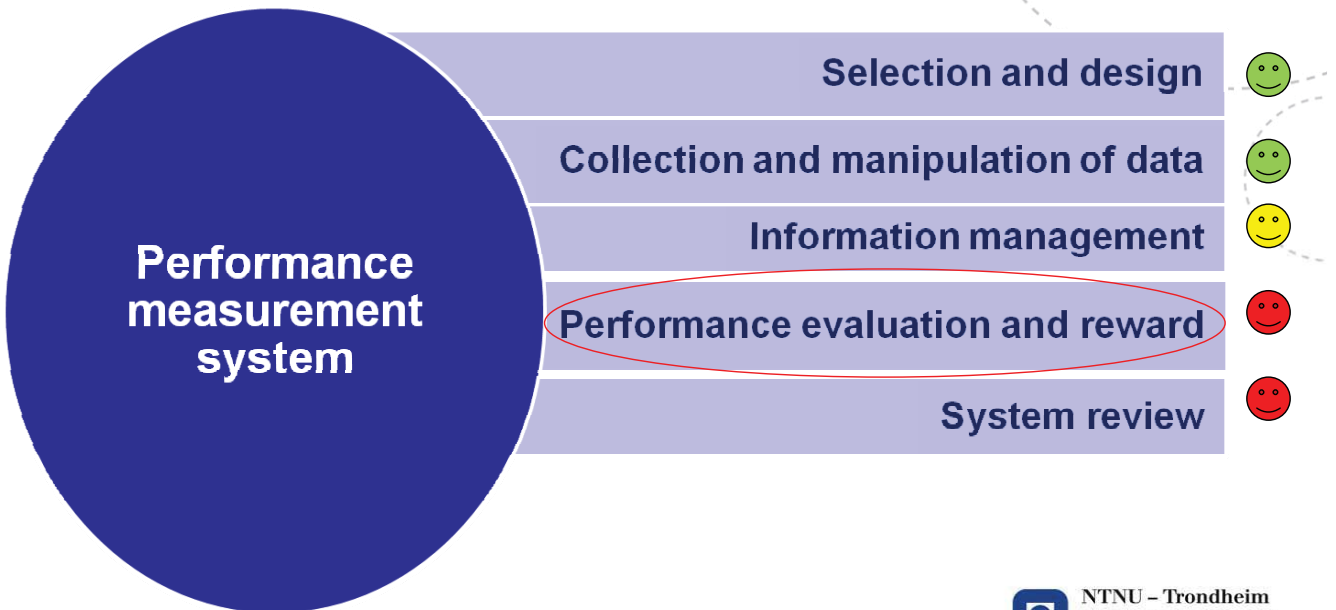 Selection and design
Collection and manipulation of data
Information management
Performance
measurement
system
Performance evaluation and reward
System review
NTNU – Trondheim